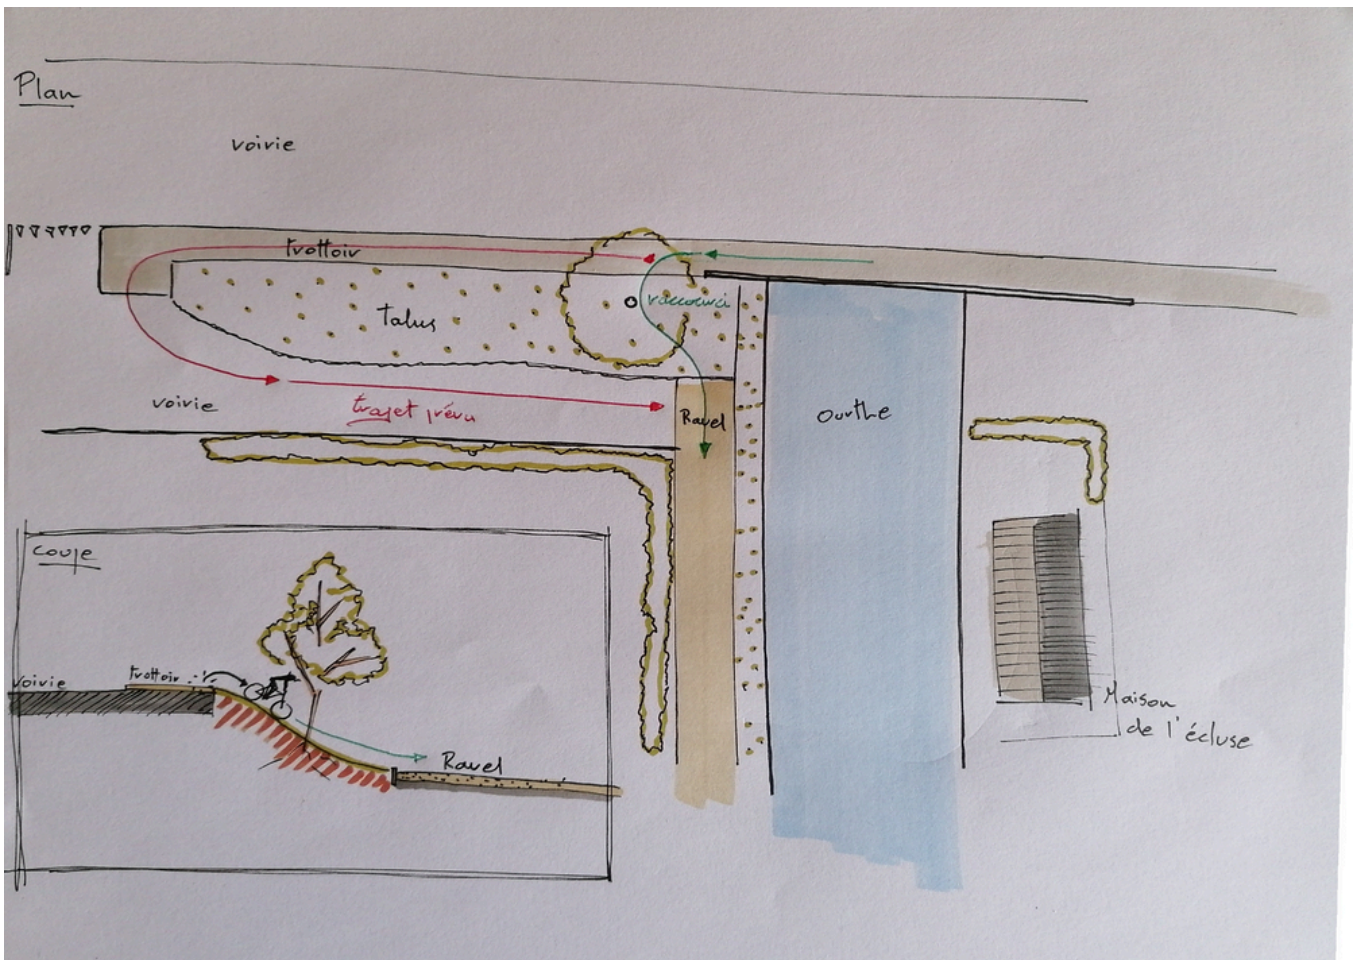 Plan
voirie
trottoir
raccourci
talus
voirie
trajet prévu
Ravel
ourthe
coupe
voirie
trottoir
Ravel
Maison
de l'écluse